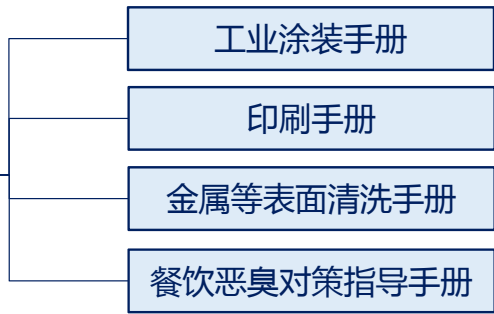 工业涂装手册
印刷手册
金属等表面清洗手册
餐饮恶臭对策指导手册